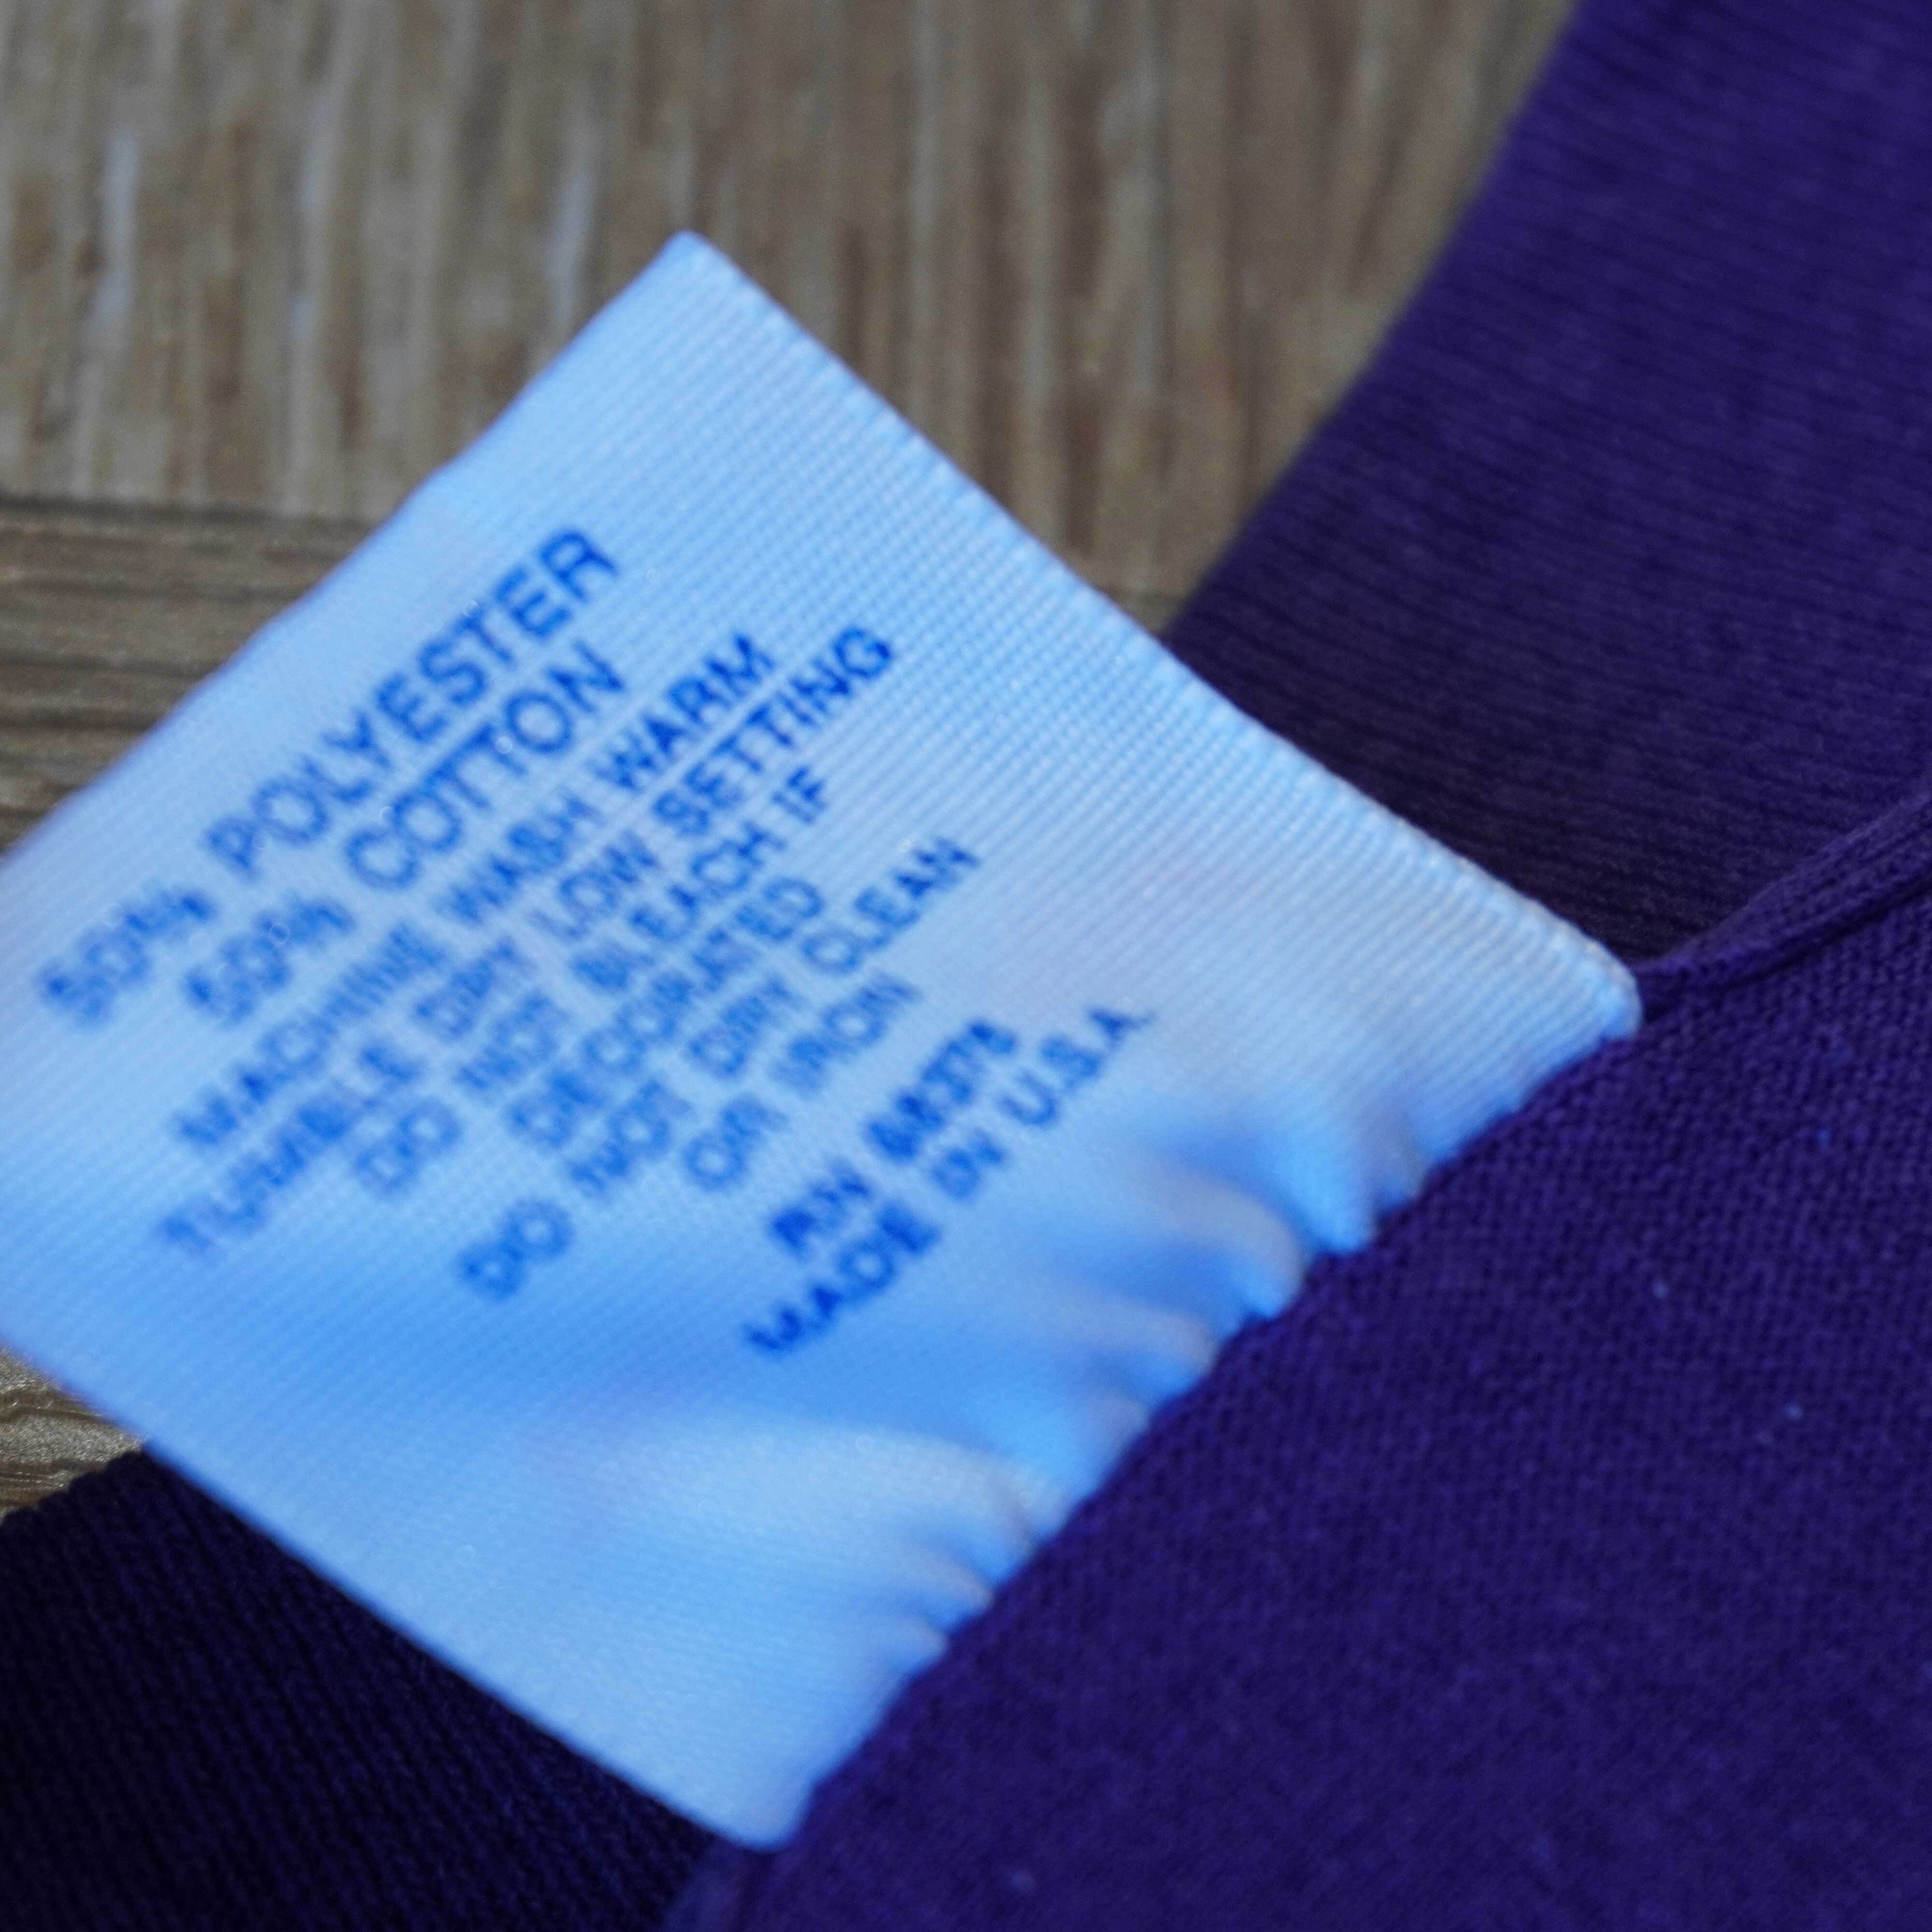 50% POLYESTER
50% COTTON
MACHINE WASH WARM
TUMBLE DRY LOW SETTING
DO NOT BLEACH IF
DECORATED
DO NOT DRY CLEAN
OR IRON
RN
MADE IN U.S.A.